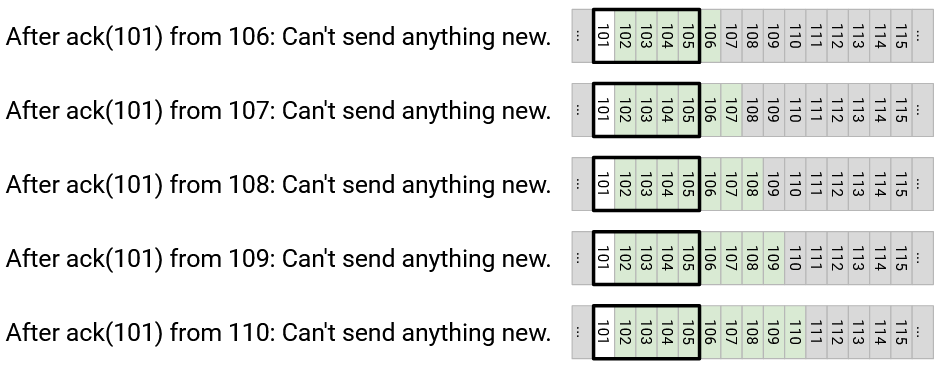 After ack(101) from 106: Can't send anything new. ... 101 102 103 104 105 106 107 108 109 110 111 112 113 114 115 ...
After ack(101) from 107: Can't send anything new. ... 101 102 103 104 105 106 107 108 109 110 111 112 113 114 115 ...
After ack(101) from 108: Can't send anything new. ... 101 102 103 104 105 106 107 108 109 110 111 112 113 114 115 ...
After ack(101) from 109: Can't send anything new. ... 101 102 103 104 105 106 107 108 109 110 111 112 113 114 115 ...
After ack(101) from 110: Can't send anything new. ... 101 102 103 104 105 106 107 108 109 110 111 112 113 114 115 ...